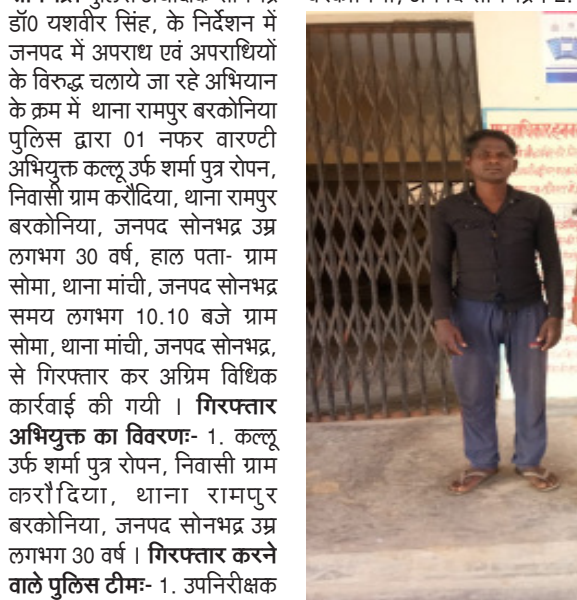 डॉ0 यशवीर सिंह, के निर्देशन में
जनपद में अपराध एवं अपराधियों
के विरुद्ध चलाये जा रहे अभियान
के क्रम में थाना रामपुर बरकोनिया
पुलिस द्वारा 01 नफर वारण्टी
अभियुक्त कल्लू उर्फ शर्मा पुत्र रोपन,
निवासी ग्राम करौदिया, थाना रामपुर
बरकोनिया, जनपद सोनभद्र उम्र
लगभग 30 वर्ष, हाल पता- ग्राम
सोमा, थाना मांची, जनपद सोनभद्र
समय लगभग 10.10 बजे ग्राम
सोमा, थाना मांची, जनपद सोनभद्र,
से गिरफ्तार कर अग्रिम विधिक
कार्रवाई की गयी । गिरफ्तार
अभियुक्त का विवरणः- 1. कल्लू
उर्फ शर्मा पुत्र रोपन, निवासी ग्राम
करौदिया, थाना रामपुर
बरकोनिया, जनपद सोनभद्र उम्र
लगभग 30 वर्ष । गिरफ्तार करने
वाले पुलिस टीमः- 1. उपनिरीक्षक